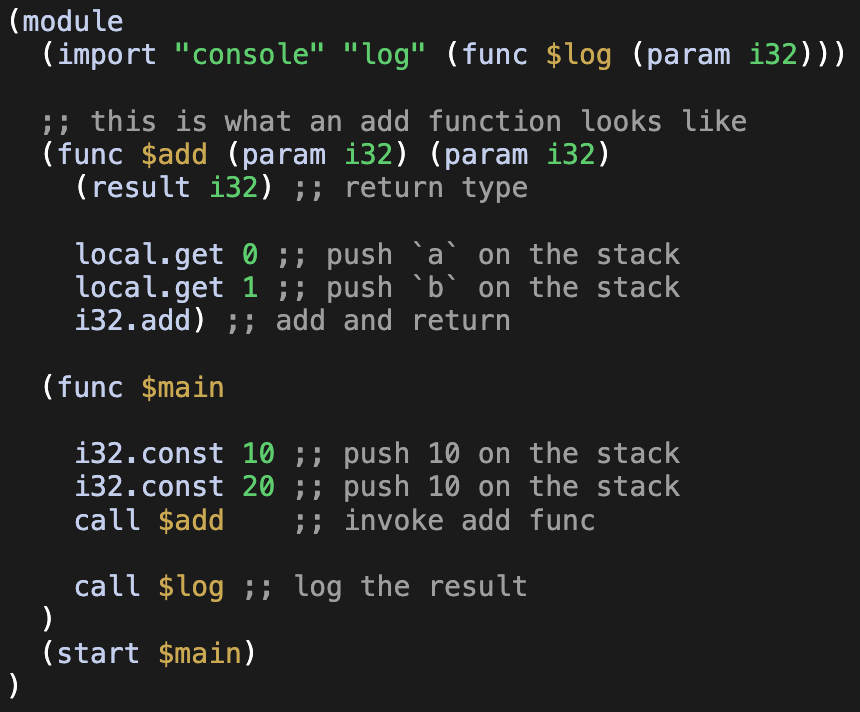 (module
  (import "console" "log" (func $log (param i32)))

  ;; this is what an add function looks like
  (func $add (param i32) (param i32)
    (result i32) ;; return type

    local.get 0 ;; push `a` on the stack
    local.get 1 ;; push `b` on the stack
    i32.add) ;; add and return

  (func $main

    i32.const 10 ;; push 10 on the stack
    i32.const 20 ;; push 10 on the stack
    call $add    ;; invoke add func

    call $log ;; log the result
  )
  (start $main)
)